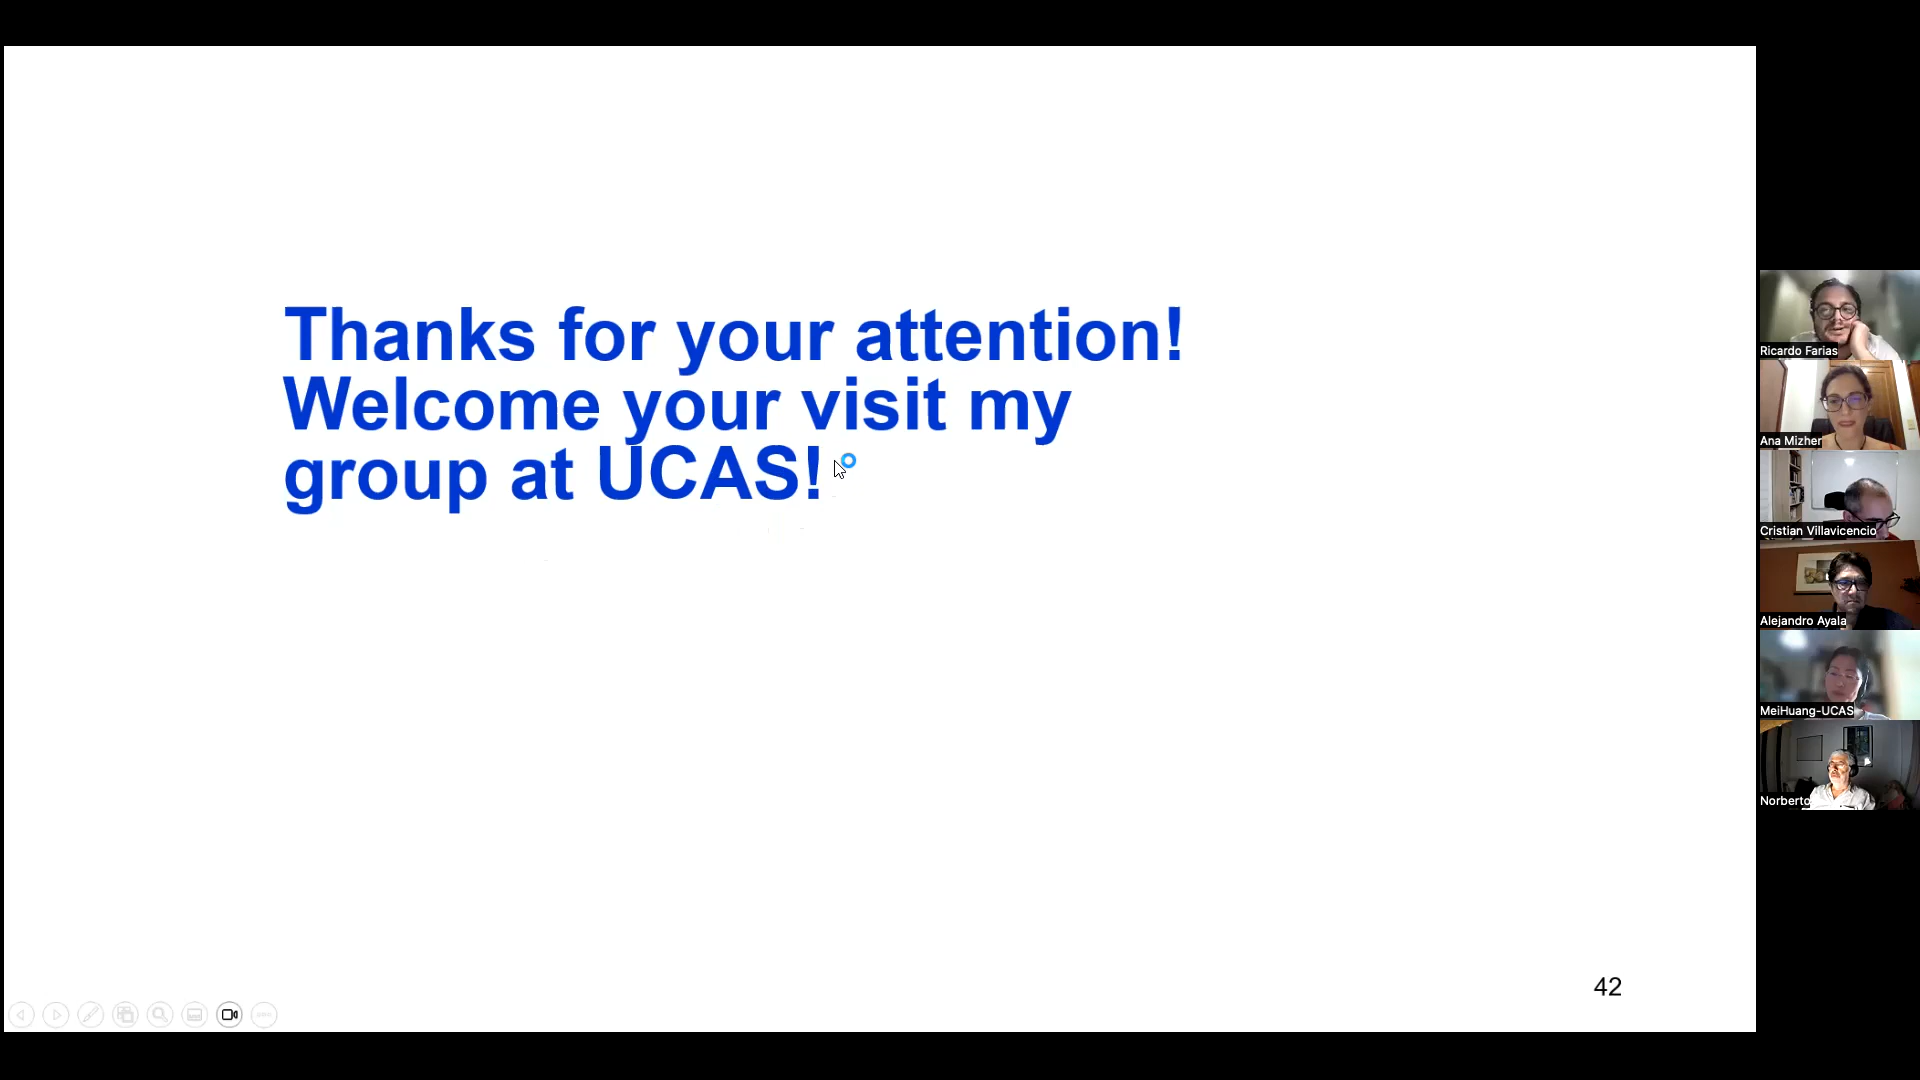 Thanks for your attention!
Welcome your visit my
group at UCAS!
42
Ricardo Farias
Ana Mizher
Cristian Villavicencio
Alejandro Ayala
MeiHuang-UCAS
Norberto